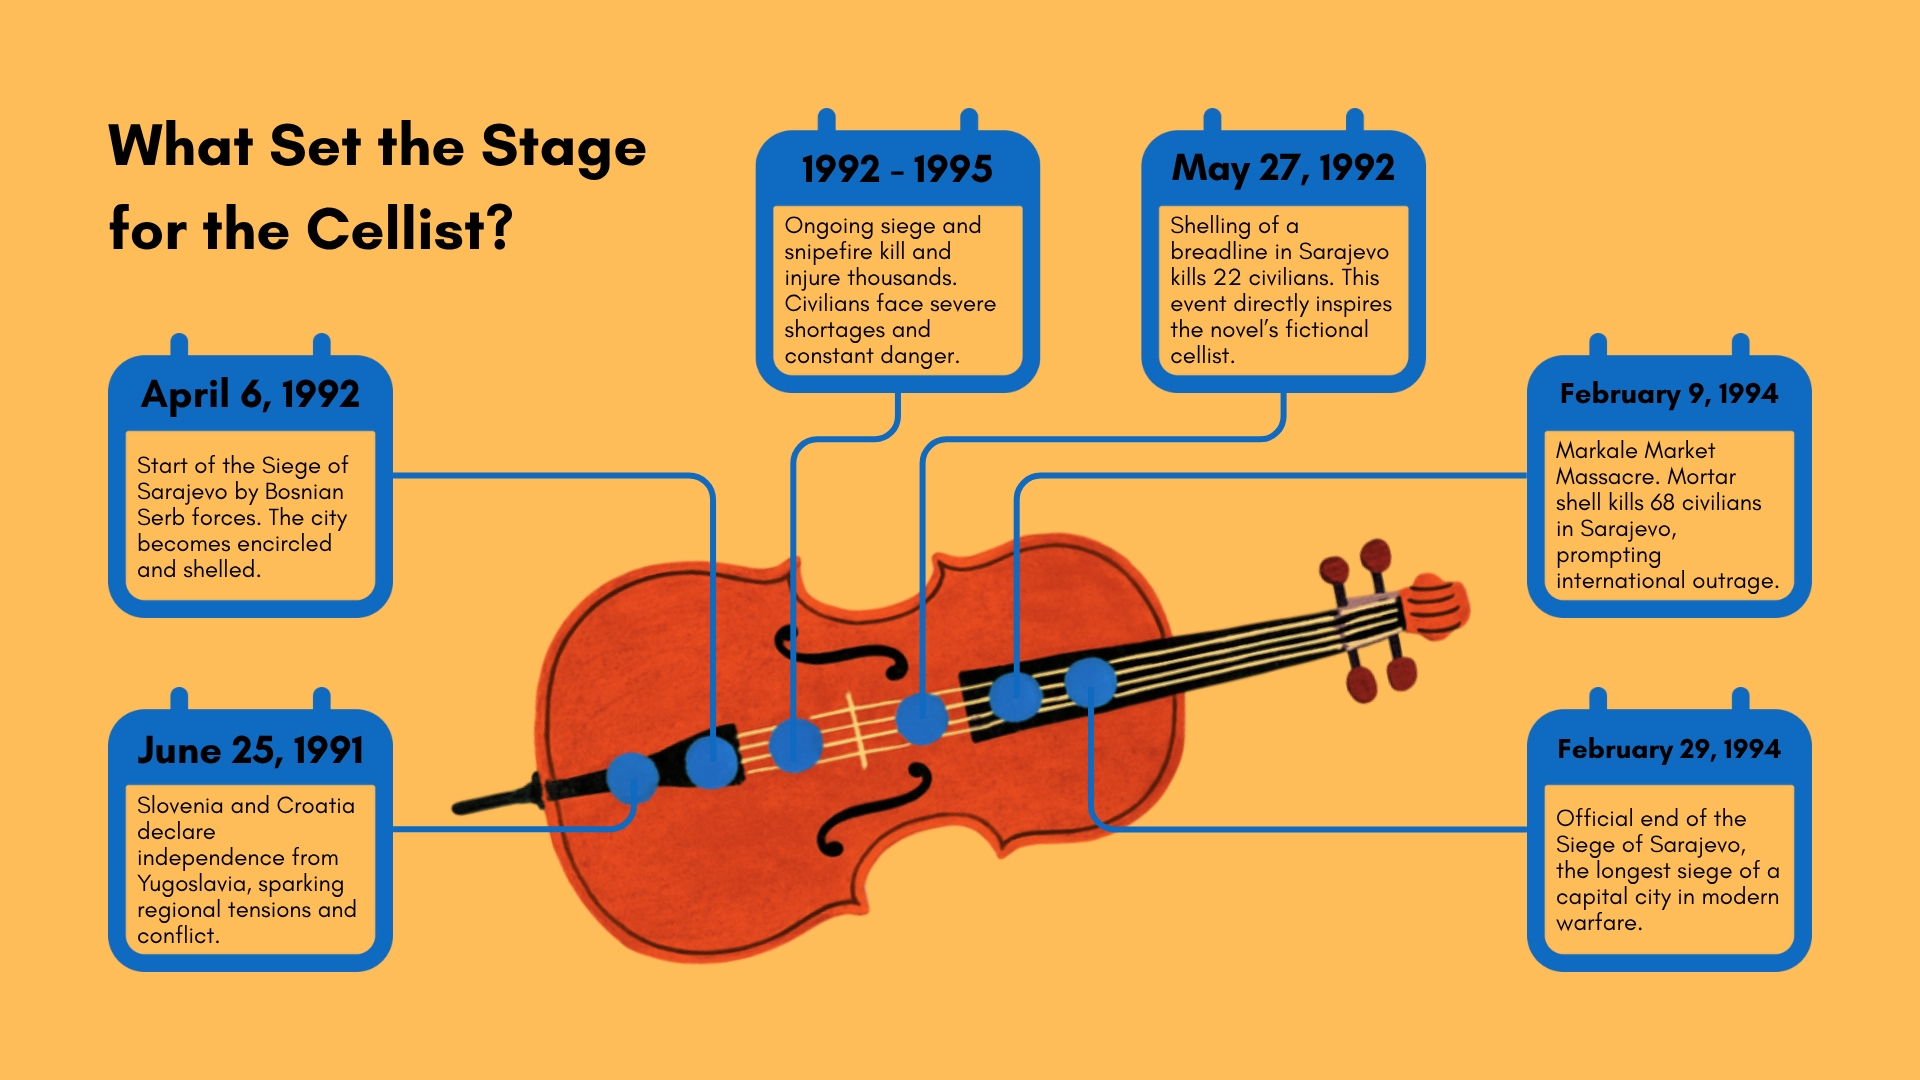 What Set the Stage
for the Cellist?
June 25, 1991
Slovenia and Croatia
declare
independence from
Yugoslavia, sparking
regional tensions and
conflict.
April 6, 1992
Start of the Siege of
Sarajevo by Bosnian
Serb forces. The city
becomes encircled
and shelled.
1992 - 1995
Ongoing siege and
snipefire kill and
injure thousands.
Civilians face severe
shortages and
constant danger.
May 27, 1992
Shelling of a
breadline in Sarajevo
kills 22 civilians. This
event directly inspires
the novel’s fictional
cellist.
February 9, 1994
Markale Market
Massacre. Mortar
shell kills 68 civilians
in Sarajevo,
prompting
international outrage.
February 29, 1994
Official end of the
Siege of Sarajevo,
the longest siege of a
capital city in modern
warfare.